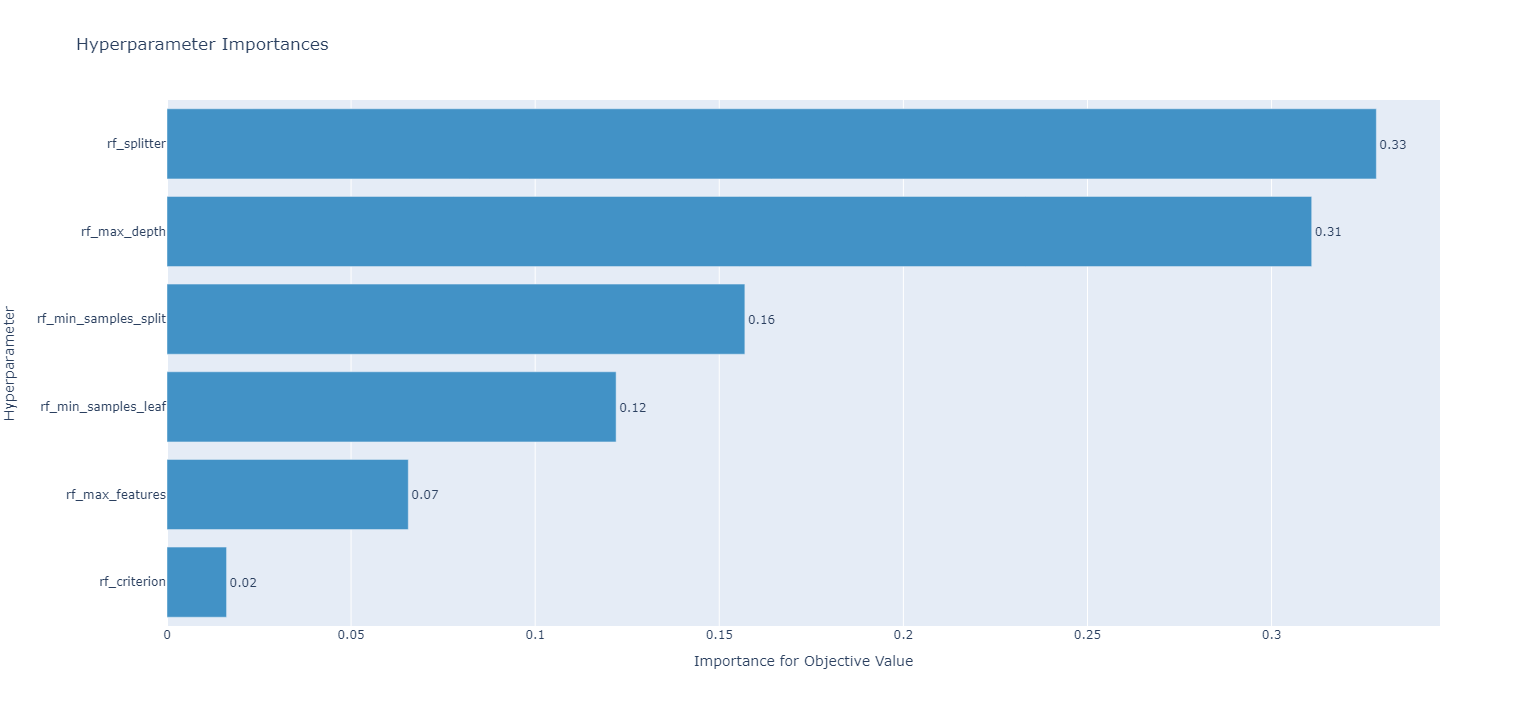 Hyperparameter Importances
Hyperparameter
rf_splitter
0.33
rf_max_depth
0.31
rf_min_samples_split
0.16
rf_min_samples_leaf
0.12
rf_max_features
0.07
rf_criterion
0.02
0 0.05 0.1 0.15 0.2 0.25 0.3
Importance for Objective Value